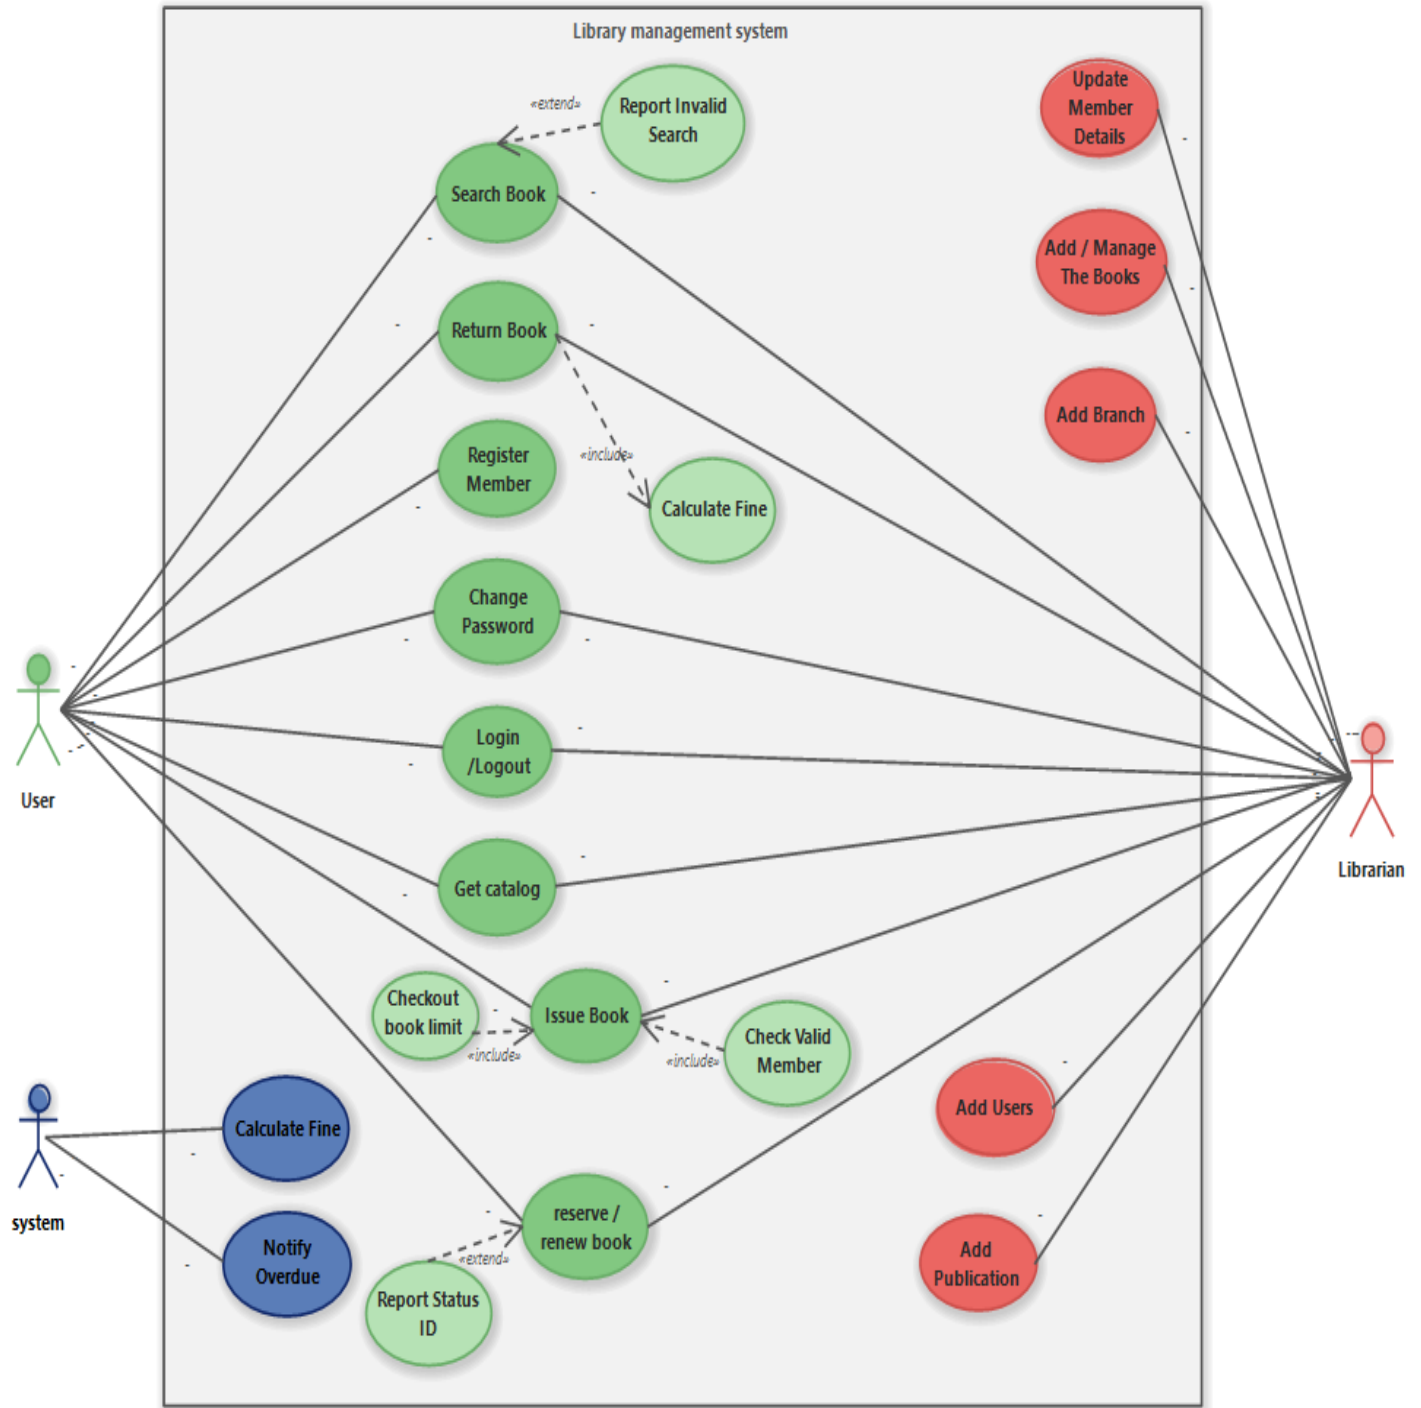 Library management system
«extend»
Report Invalid
Search
Update
Member
Details
Search Book
Add / Manage
The Books
Return Book
Add Branch
Register
Member
«include»
Calculate Fine
Change
Password
User
Login
/Logout
Librarian
Get catalog
Checkout
book limit
Issue Book
«include»
Check Valid
Member
«include»
Add Users
Calculate Fine
system
Notify
Overdue
reserve /
renew book
«extend»
Report Status
ID
Add
Publication